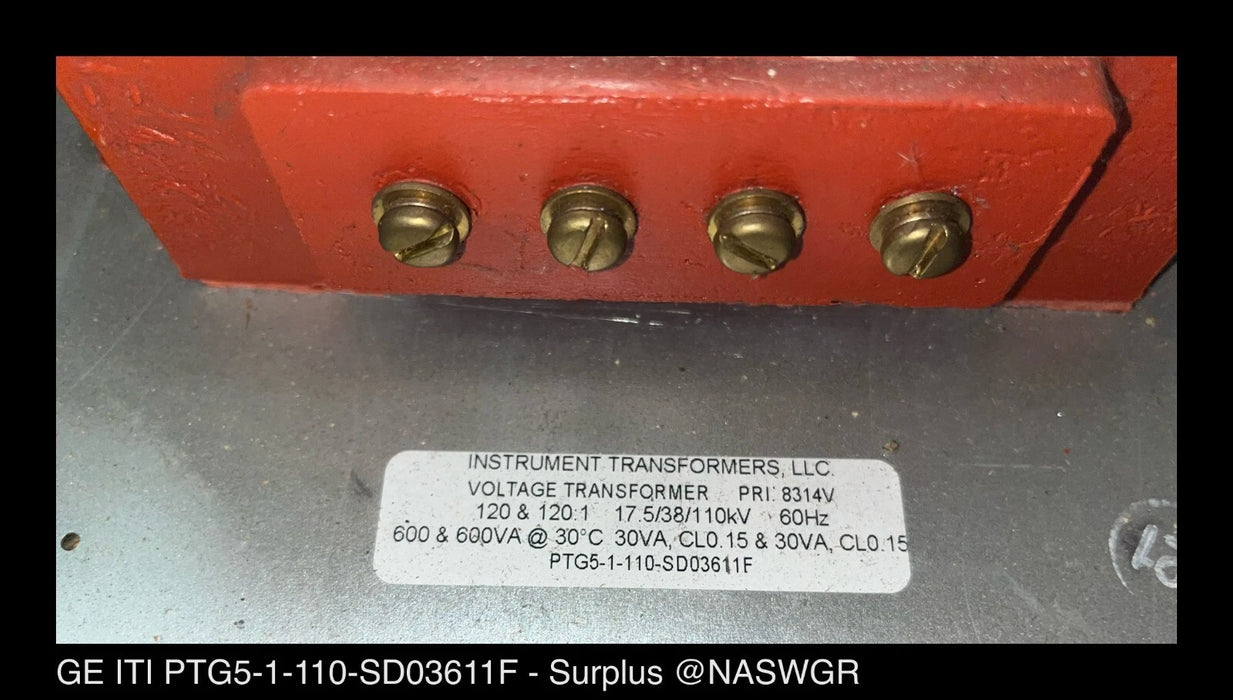 INSTRUMENT TRANSFORMERS, LLC.
VOLTAGE TRANSFORMER PRI: 8314V
120 & 120:1 17.5/38/110kV 60Hz
600 & 600VA @ 30°C 30VA, CL0.15 & 30VA, CL0.15
PTG5-1-110-SD03611F
GE ITI PTG5-1-110-SD03611F - Surplus @NASWGR